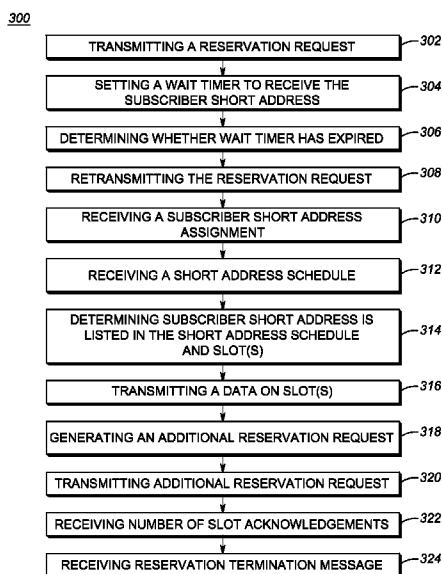 300
TRANSMITTING A RESERVATION REQUEST
302
SETTING A WAIT TIMER TO RECEIVE THE
SUBSCRIBER SHORT ADDRESS
304
DETERMINING WHETHER WAIT TIMER HAS EXPIRED
306
RETRANSMITTING THE RESERVATION REQUEST
308
RECEIVING A SUBSCRIBER SHORT ADDRESS
ASSIGNMENT
310
RECEIVING A SHORT ADDRESS SCHEDULE
312
DETERMINING SUBSCRIBER SHORT ADDRESS IS
LISTED IN THE SHORT ADDRESS SCHEDULE
AND SLOT(S)
314
TRANSMITTING A DATA ON SLOT(S)
316
GENERATING AN ADDITIONAL RESERVATION REQUEST
318
TRANSMITTING ADDITIONAL RESERVATION REQUEST
320
RECEIVING NUMBER OF SLOT ACKNOWLEDGEMENTS
322
RECEIVING RESERVATION TERMINATION MESSAGE
324